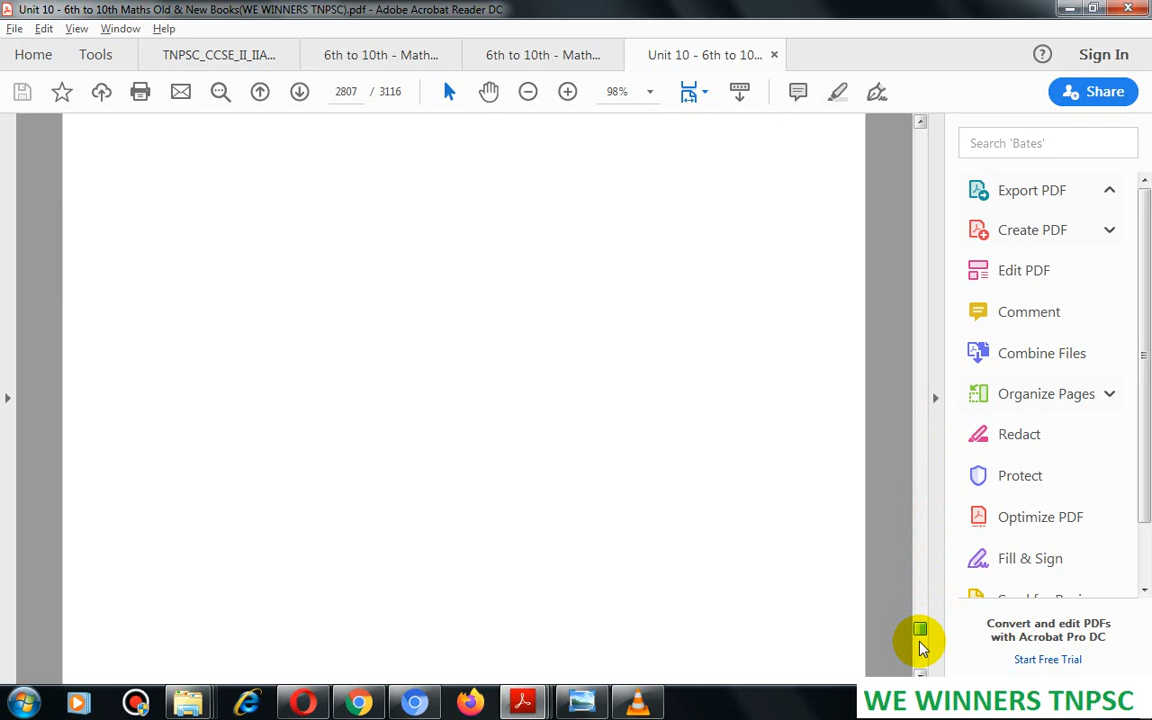 Unit 10 - 6th to 10th Maths Old & New Books(WE WINNERS TNPSC).pdf - Adobe Acrobat Reader DC
File Edit View Window Help
Home Tools TNPSC_CCSE_II_IIA... 6th to 10th - Math... 6th to 10th - Math... Unit 10 - 6th to 10... Sign In
2807 / 3116 98% Share
Search 'Bates'
Export PDF
Create PDF
Edit PDF
Comment
Combine Files
Organize Pages
Redact
Protect
Optimize PDF
Fill & Sign
Convert and edit PDFs
with Acrobat Pro DC
Start Free Trial
WE WINNERS TNPSC